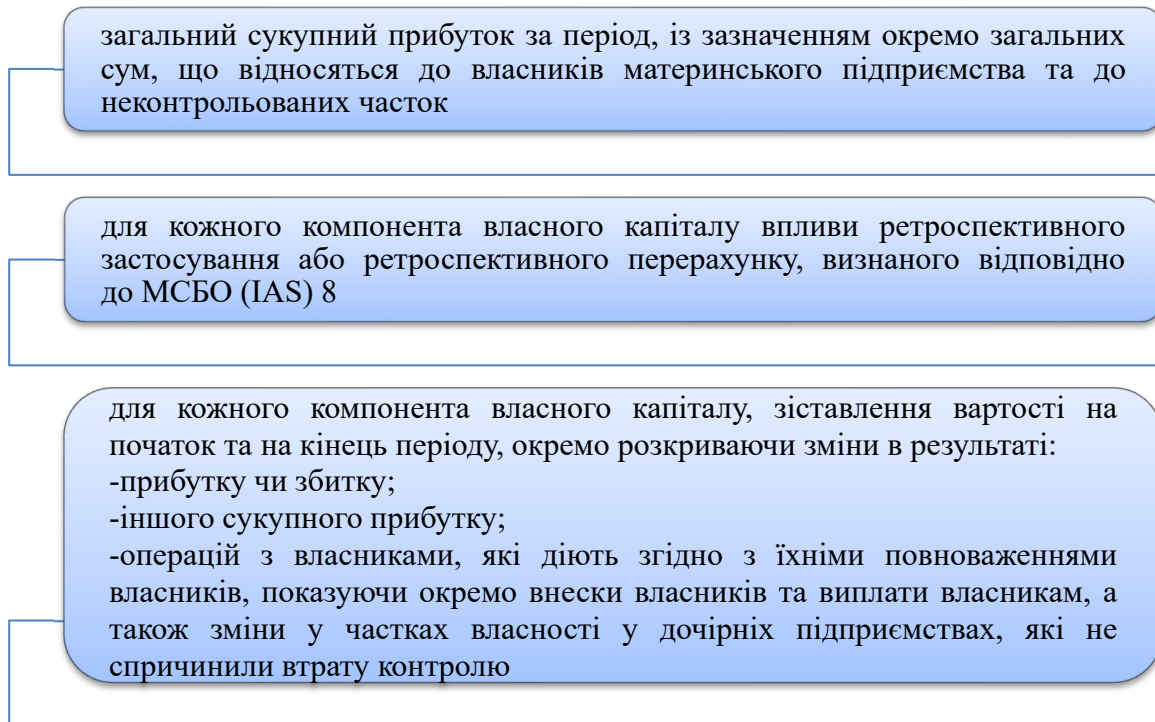 загальний сукупний прибуток за період, із зазначенням окремо загальних
сум, що відносяться до власників материнського підприємства та до
неконтрольованих часток
для кожного компонента власного капіталу впливи ретроспективного
застосування або ретроспективного перерахунку, визнаного відповідно
до МСБО (IAS) 8
для кожного компонента власного капіталу, зіставлення вартості на
початок та на кінець періоду, окремо розкриваючи зміни в результаті:
-прибутку чи збитку;
-іншого сукупного прибутку;
-операцій з власниками, які діють згідно з їхніми повноваженнями
власників, показуючи окремо внески власників та виплати власникам, а
також зміни у частках власності у дочірніх підприємствах, які не
спричинили втрату контролю